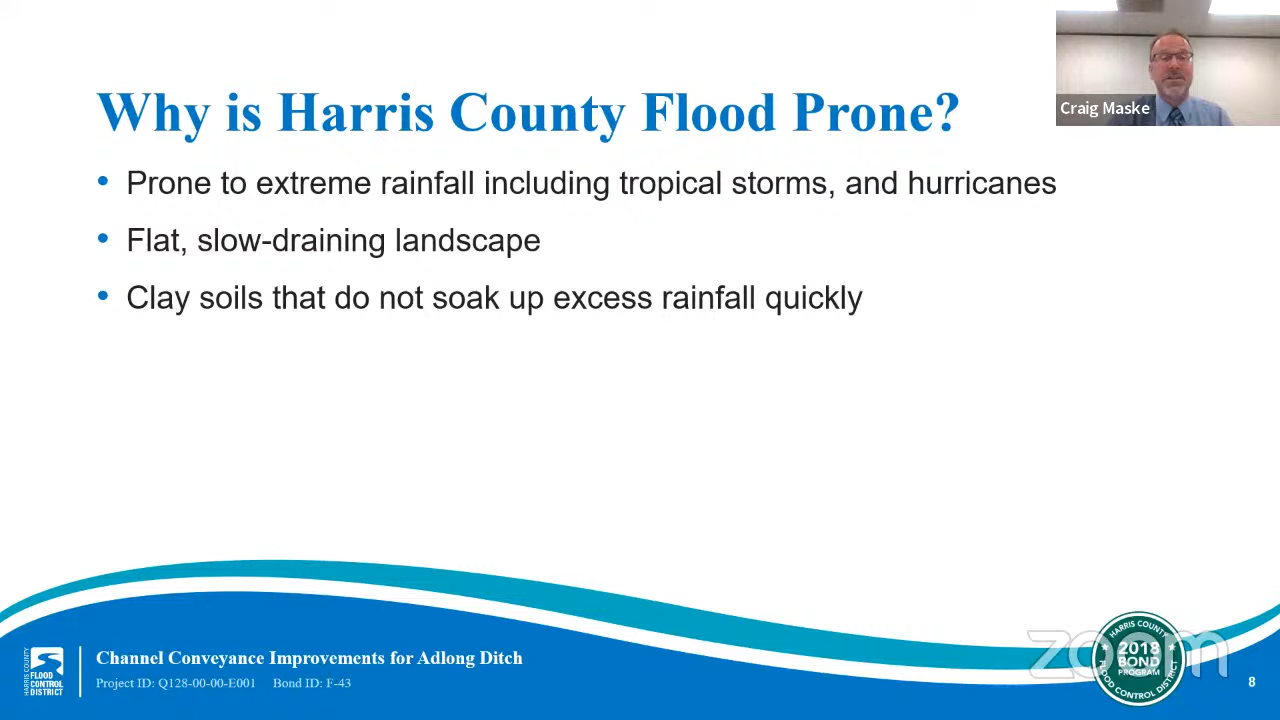 Why is Harris County Flood Prone?
Craig Maske
• Prone to extreme rainfall including tropical storms, and hurricanes
• Flat, slow-draining landscape
• Clay soils that do not soak up excess rainfall quickly
HARRIS COUNTY
FLOOD
CONTROL
DISTRICT
Channel Conveyance Improvements for Adlong Ditch
Project ID: Q128-00-00-E001 Bond ID: F-43
zoom
HARRIS COUNTY
2018
BOND
PROGRAM
FLOOD CONTROL DISTRICT
8